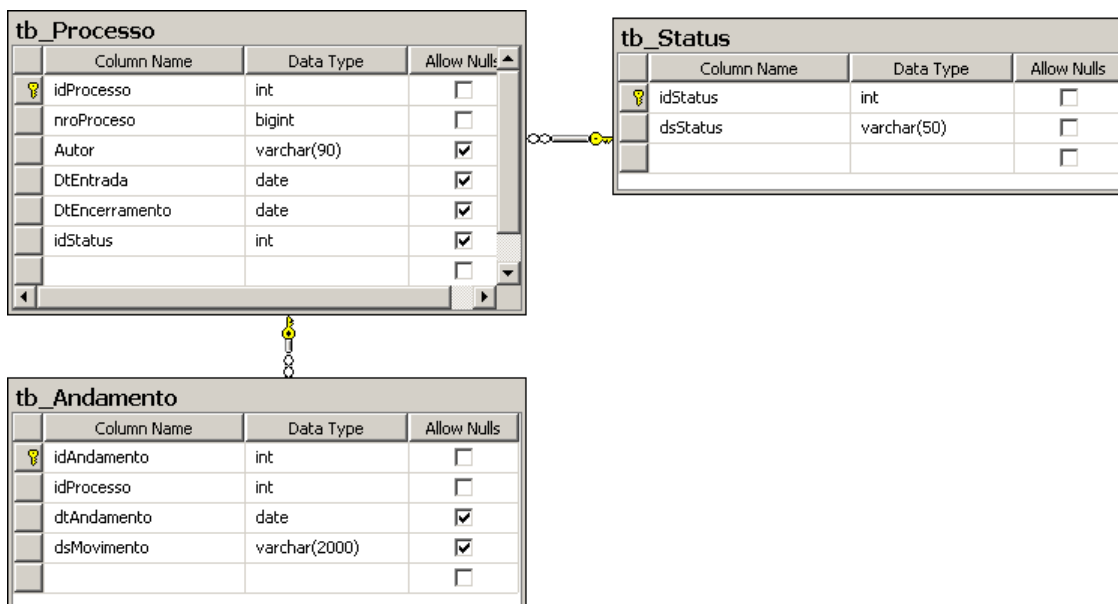 tb_Processo
Column Name Data Type Allow Nulls
idProcesso int
nroProceso bigint
Autor varchar(90)
DtEntrada date
DtEncerramento date
idStatus int
tb_Status
Column Name Data Type Allow Nulls
idStatus int
dsStatus varchar(50)
tb_Andamento
Column Name Data Type Allow Nulls
idAndamento int
idProcesso int
dtAndamento date
dsMovimento varchar(2000)